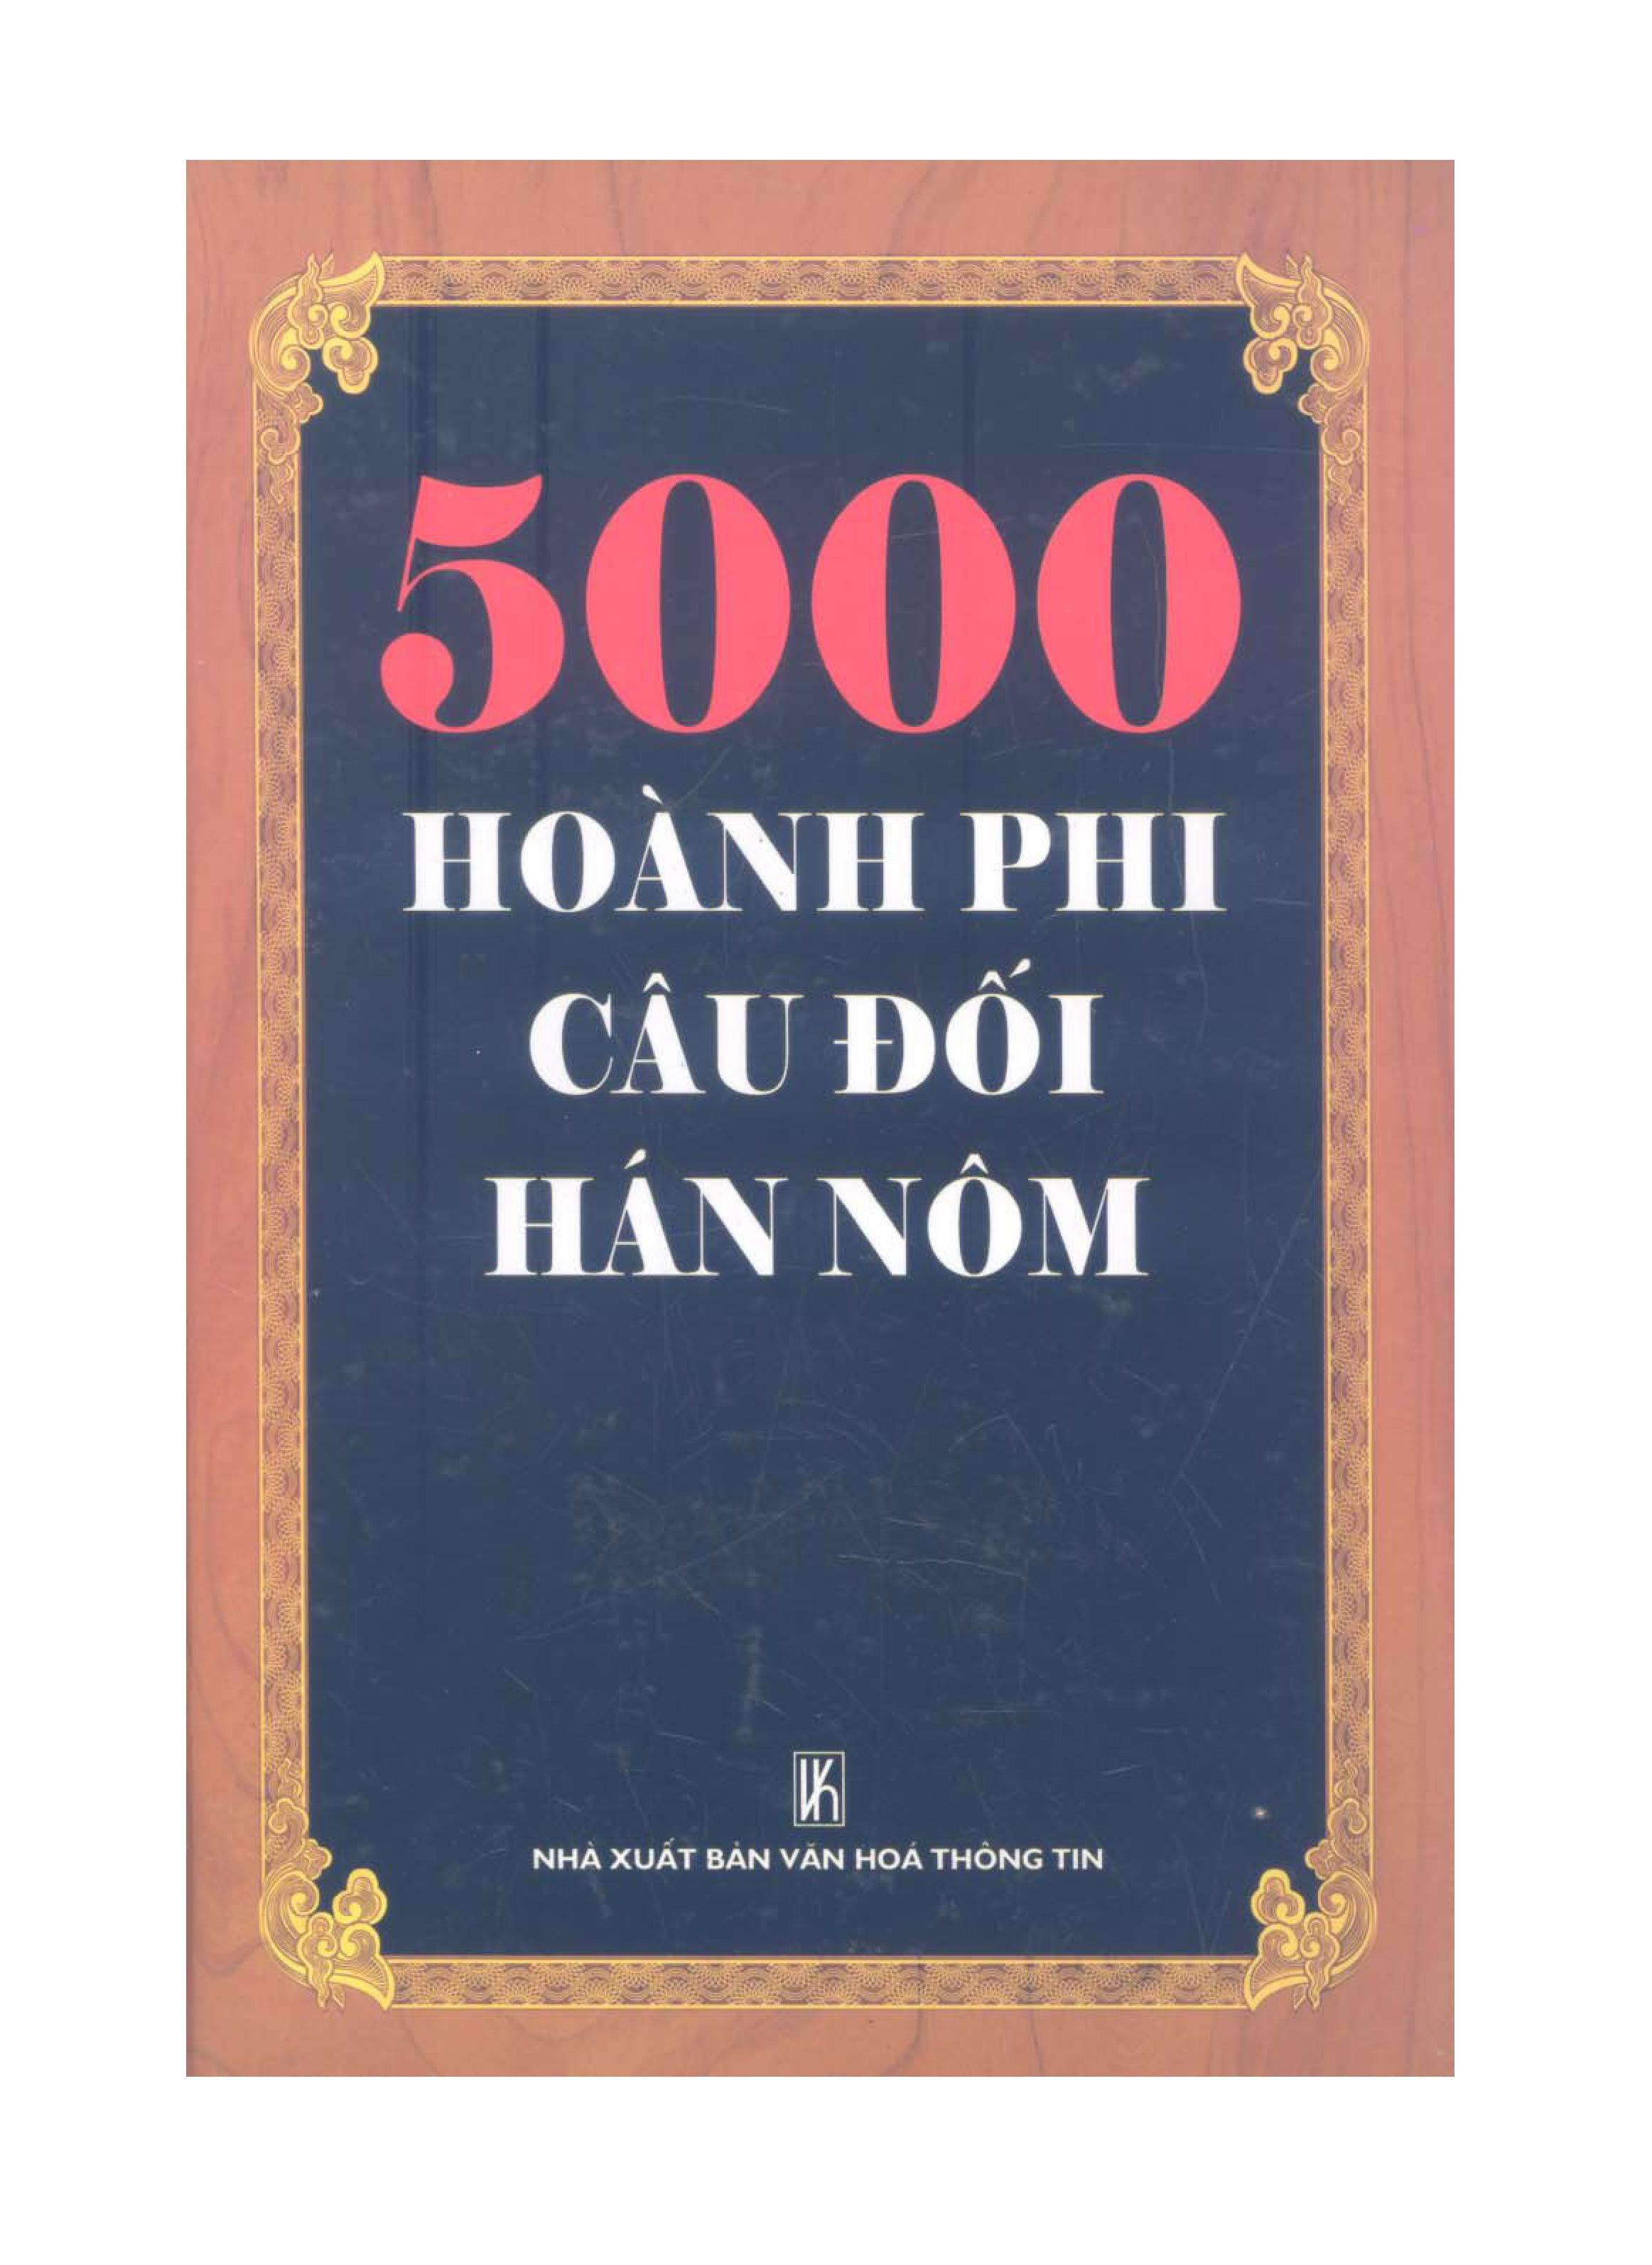 5000
HOÀNH PHI
CÂU ĐỐI
HÁN NÔM
NHÀ XUẤT BẢN VĂN HOÁ THÔNG TIN